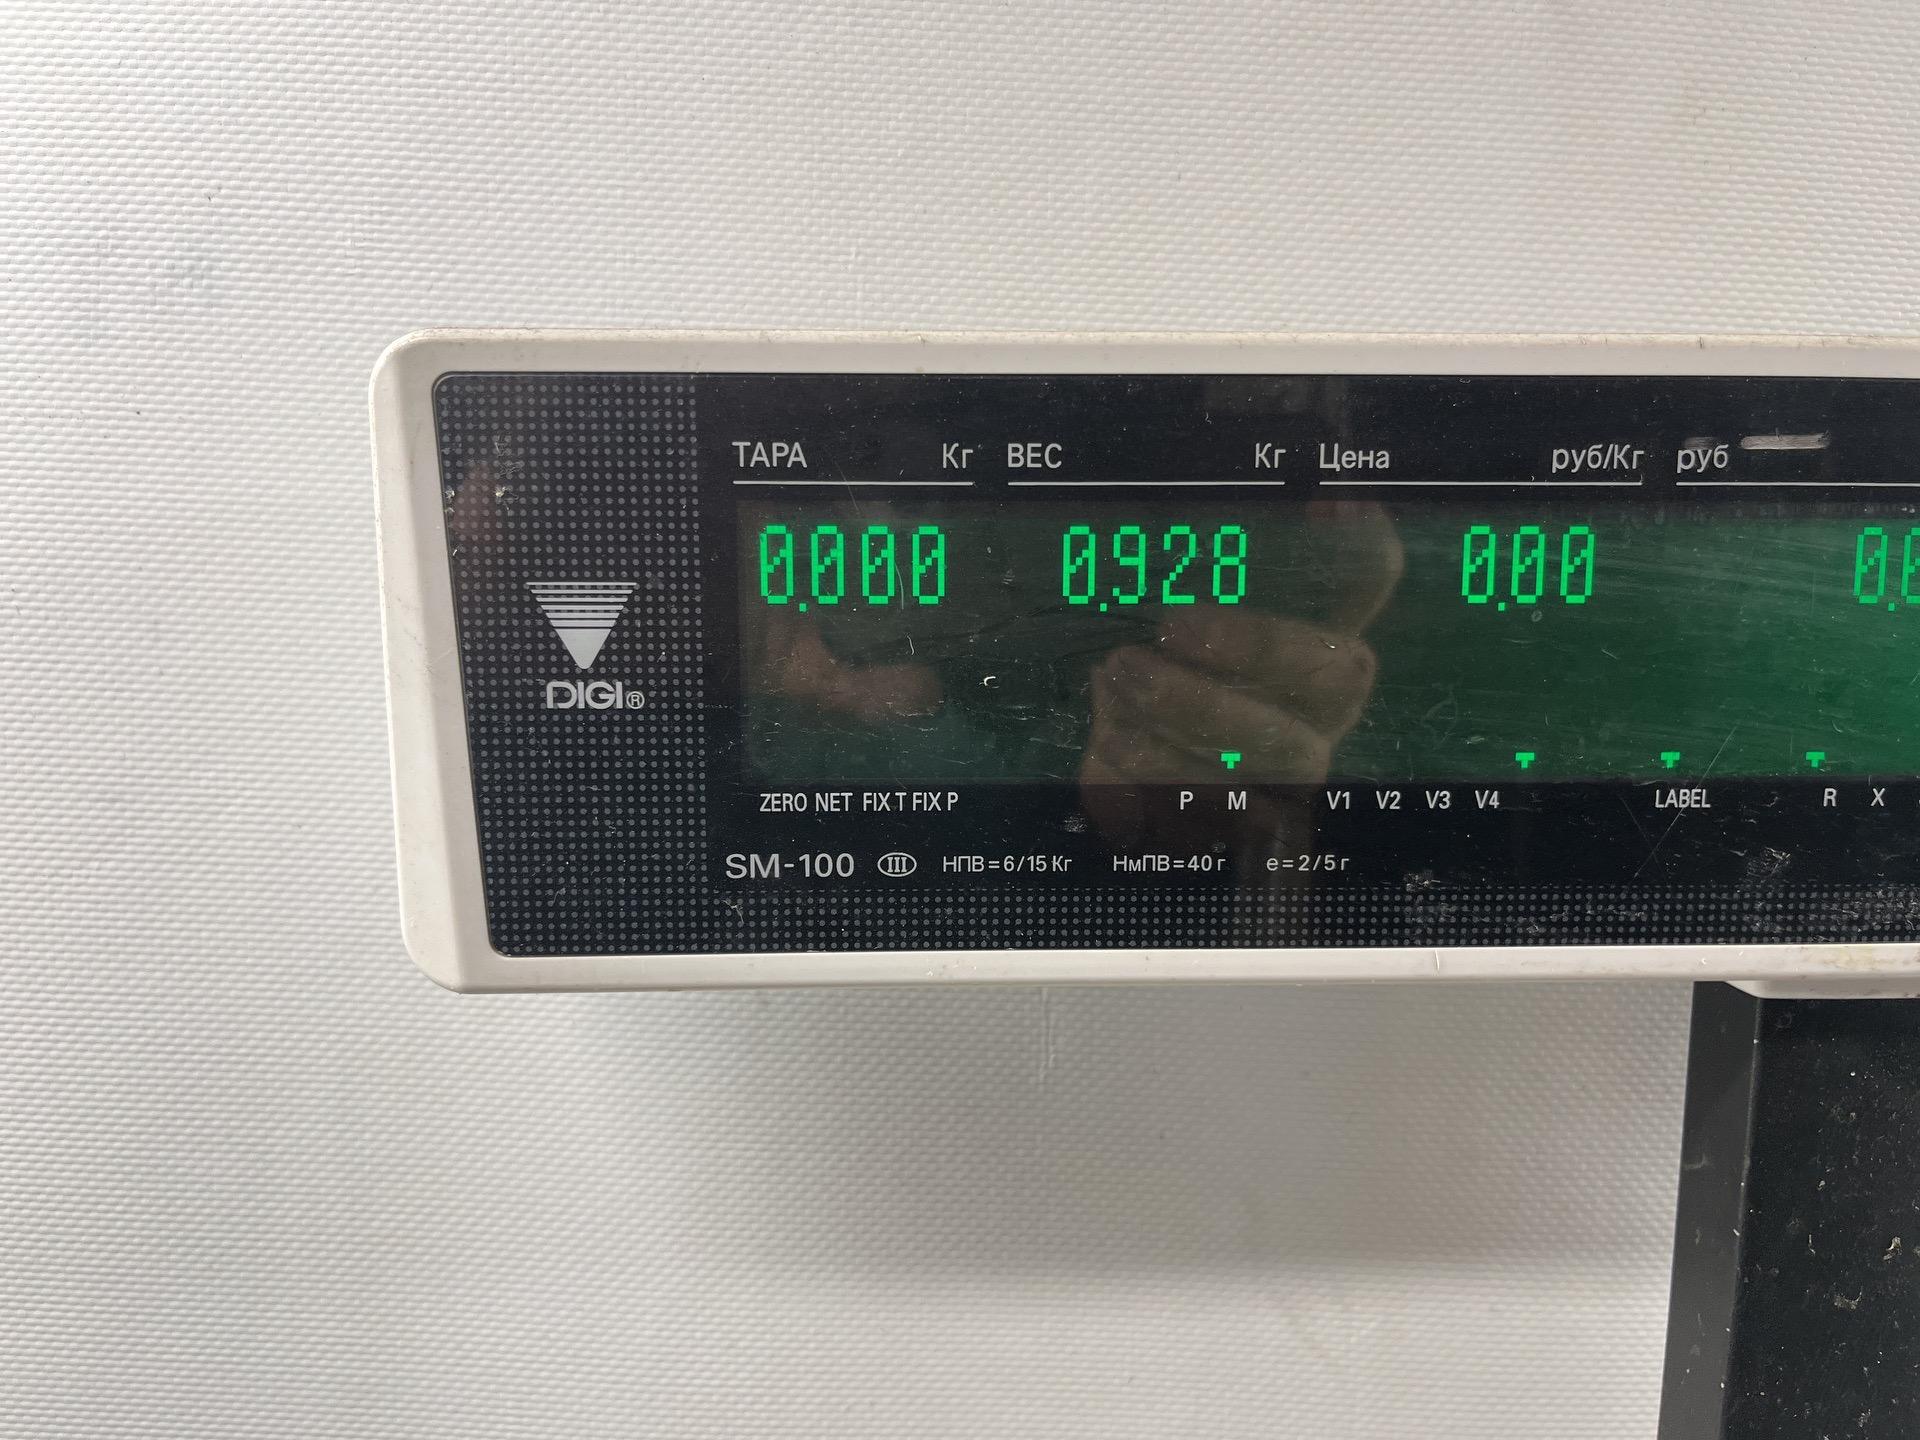 ТАРА Кг ВЕС Кг Цена руб/Кг руб
0.000 0.928 0.00
DIGI®
ZERO NET FIX T FIX P P M V1 V2 V3 V4 LABEL R X
SM-100 III НПВ=6/15 Кг НмПВ=40 г e=2/5 г